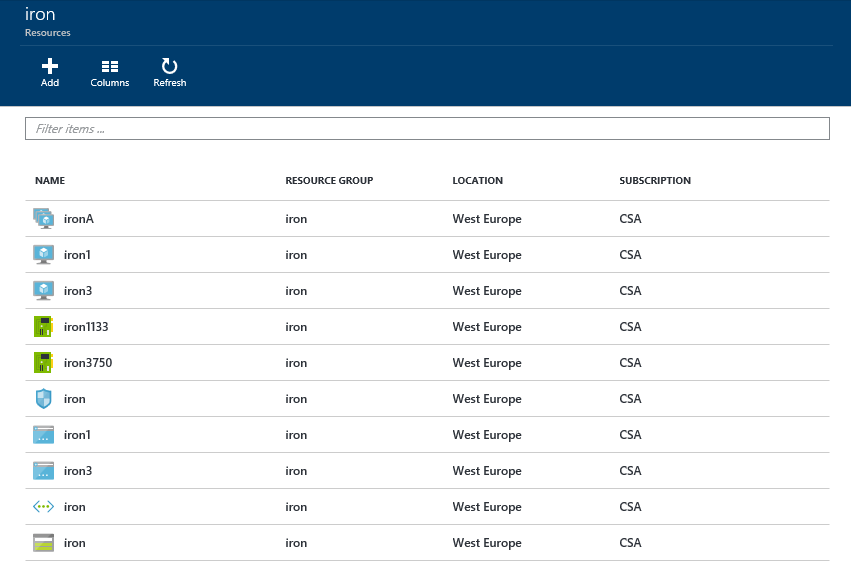 iron
Resources
Add Columns Refresh
Filter items ...
NAME RESOURCE GROUP LOCATION SUBSCRIPTION
ironA iron West Europe CSA
iron1 iron West Europe CSA
iron3 iron West Europe CSA
iron1133 iron West Europe CSA
iron3750 iron West Europe CSA
iron iron West Europe CSA
iron1 iron West Europe CSA
iron3 iron West Europe CSA
iron iron West Europe CSA
iron iron West Europe CSA